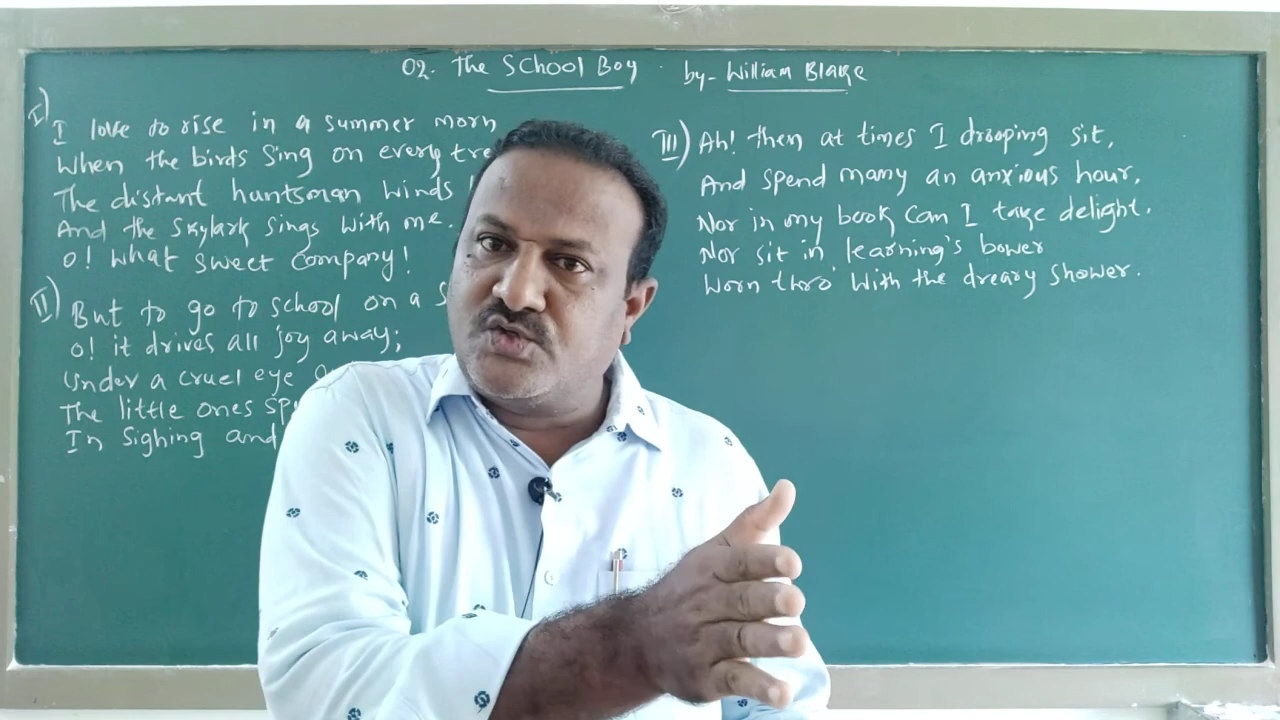 02. The School Boy by- William Blake
I)
I love to rise in a summer morn
When the birds sing on every tre
The distant huntsman winds
And the skylark sings with me.
O! what sweet company!
II)
But to go to school on a s
O! it drives all joy away;
Under a cruel eye
The little ones sp
In sighing and
III) Ah! then at times I drooping sit,
And spend many an anxious hour,
Nor in my book can I take delight,
Nor sit in learning's bower
Worn thro' with the dreary shower.